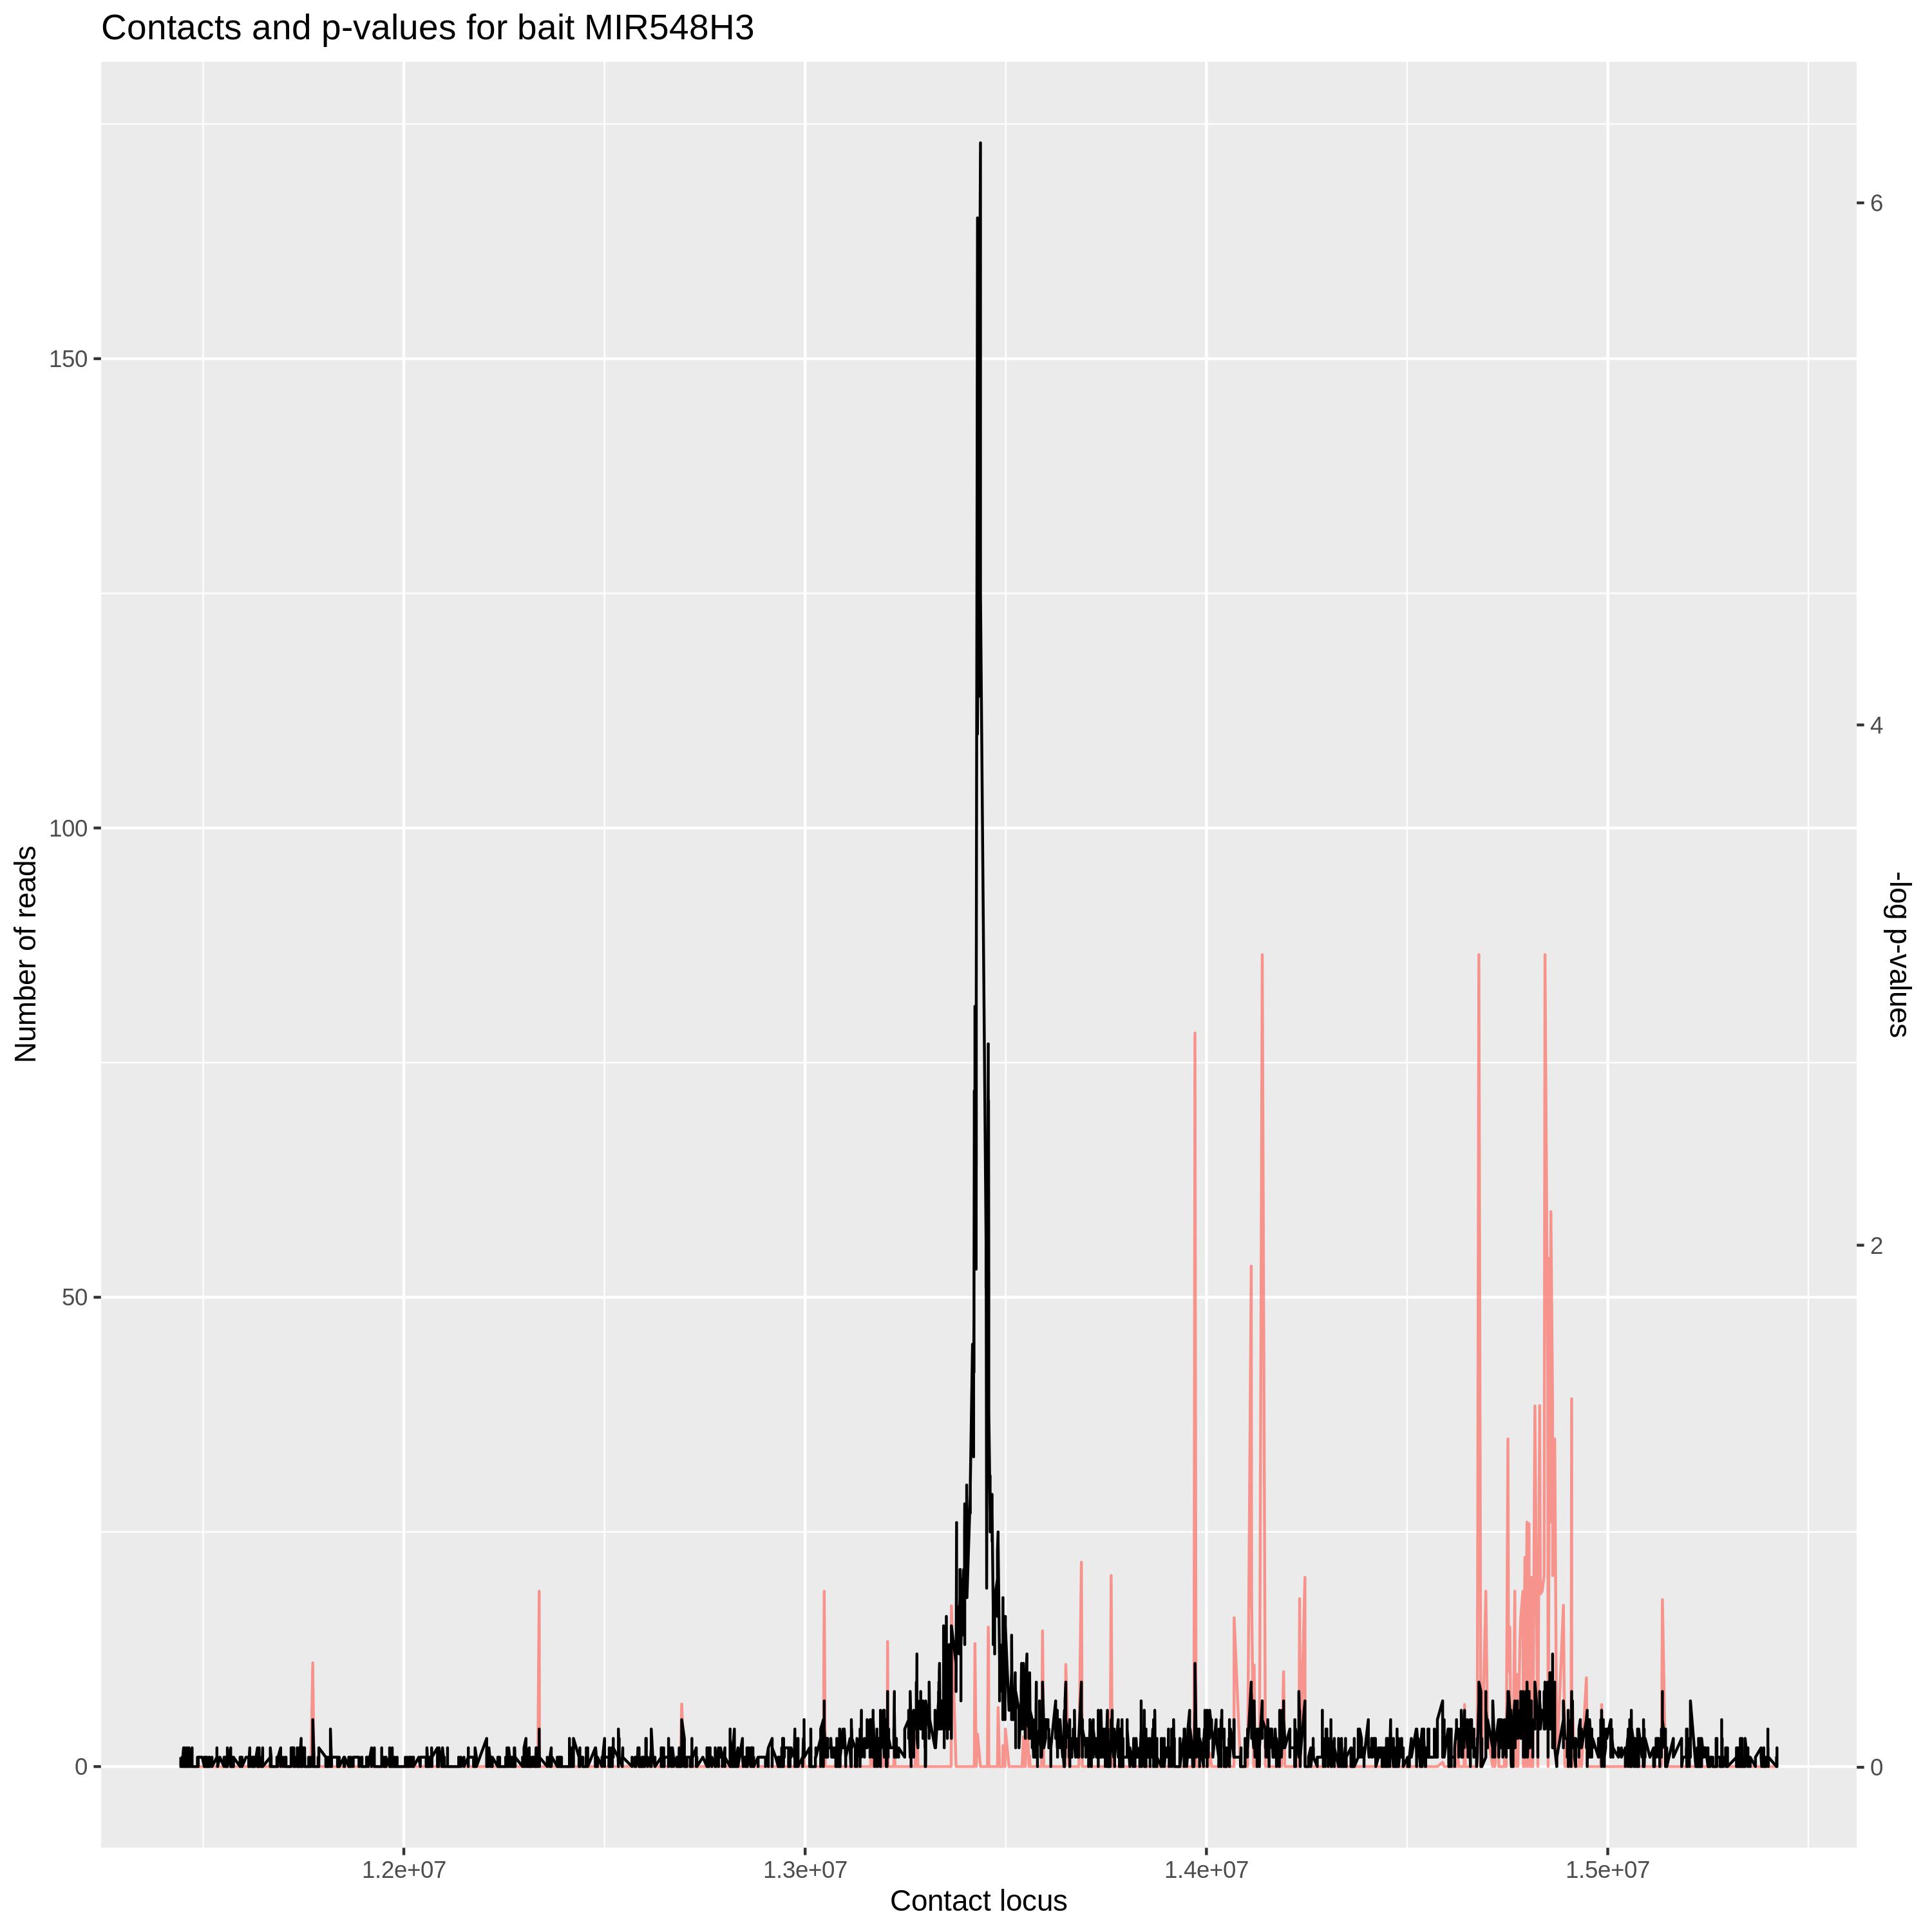 Contacts and p-values for bait MIR548H3
150
100
50
0
6
4
2
0
Number of reads
-log p-values
1.2e+07 1.3e+07 1.4e+07 1.5e+07
Contact locus